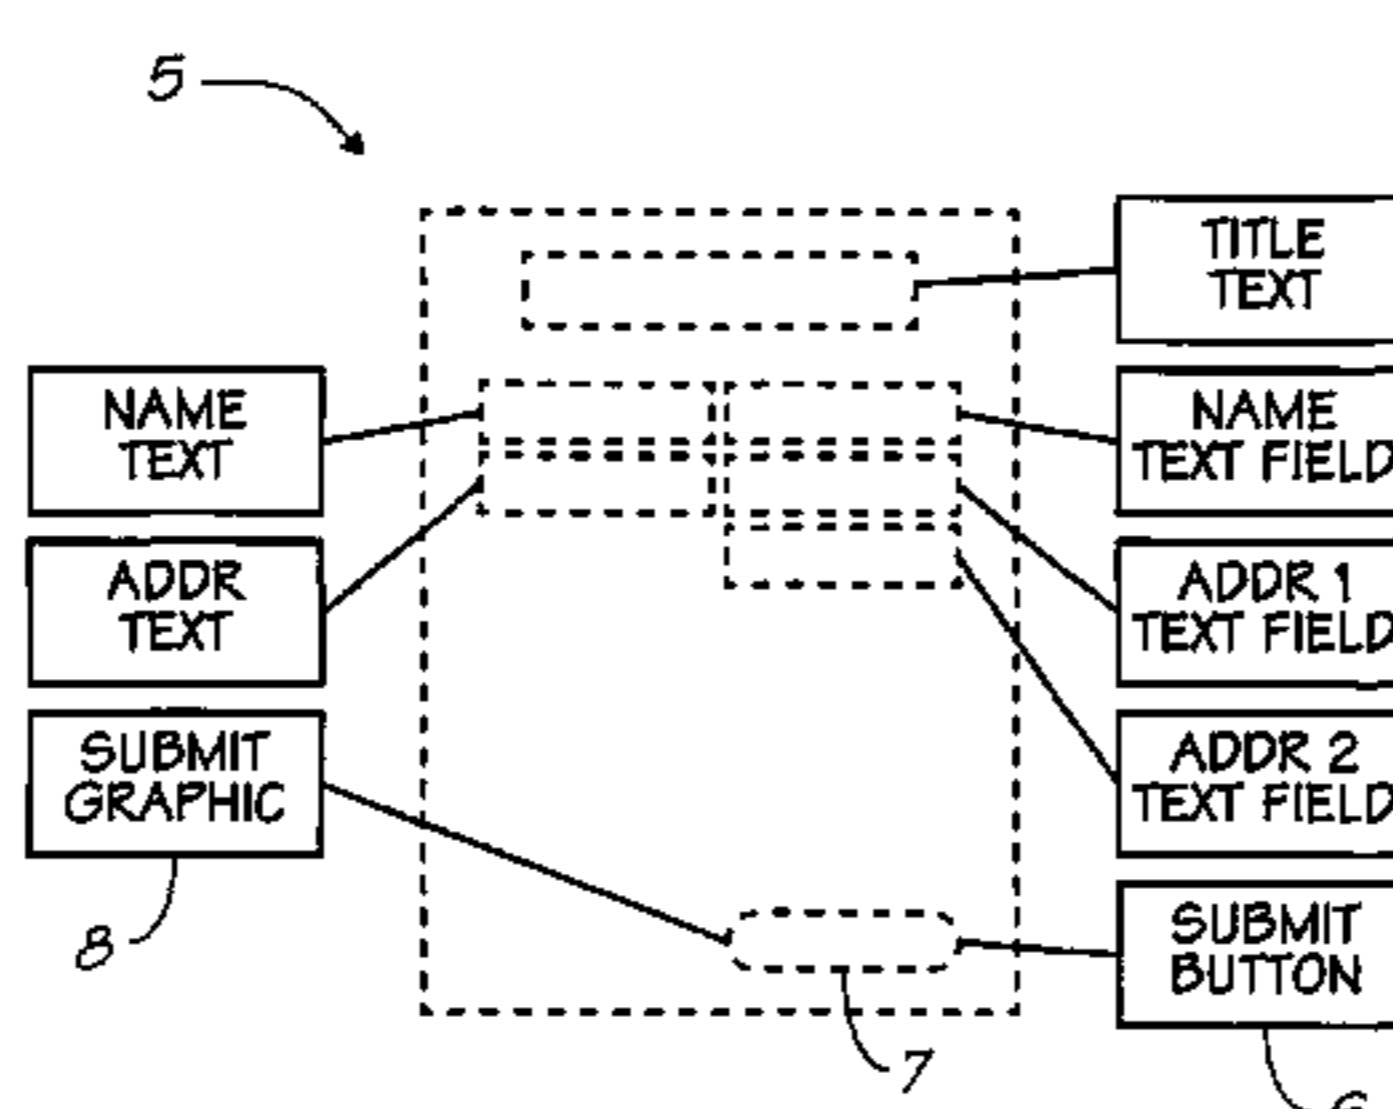 5
TITLE
TEXT
NAME
TEXT
NAME
TEXT FIELD
ADDR
TEXT
ADDR 1
TEXT FIELD
SUBMIT
GRAPHIC
ADDR 2
TEXT FIELD
8
SUBMIT
BUTTON
7